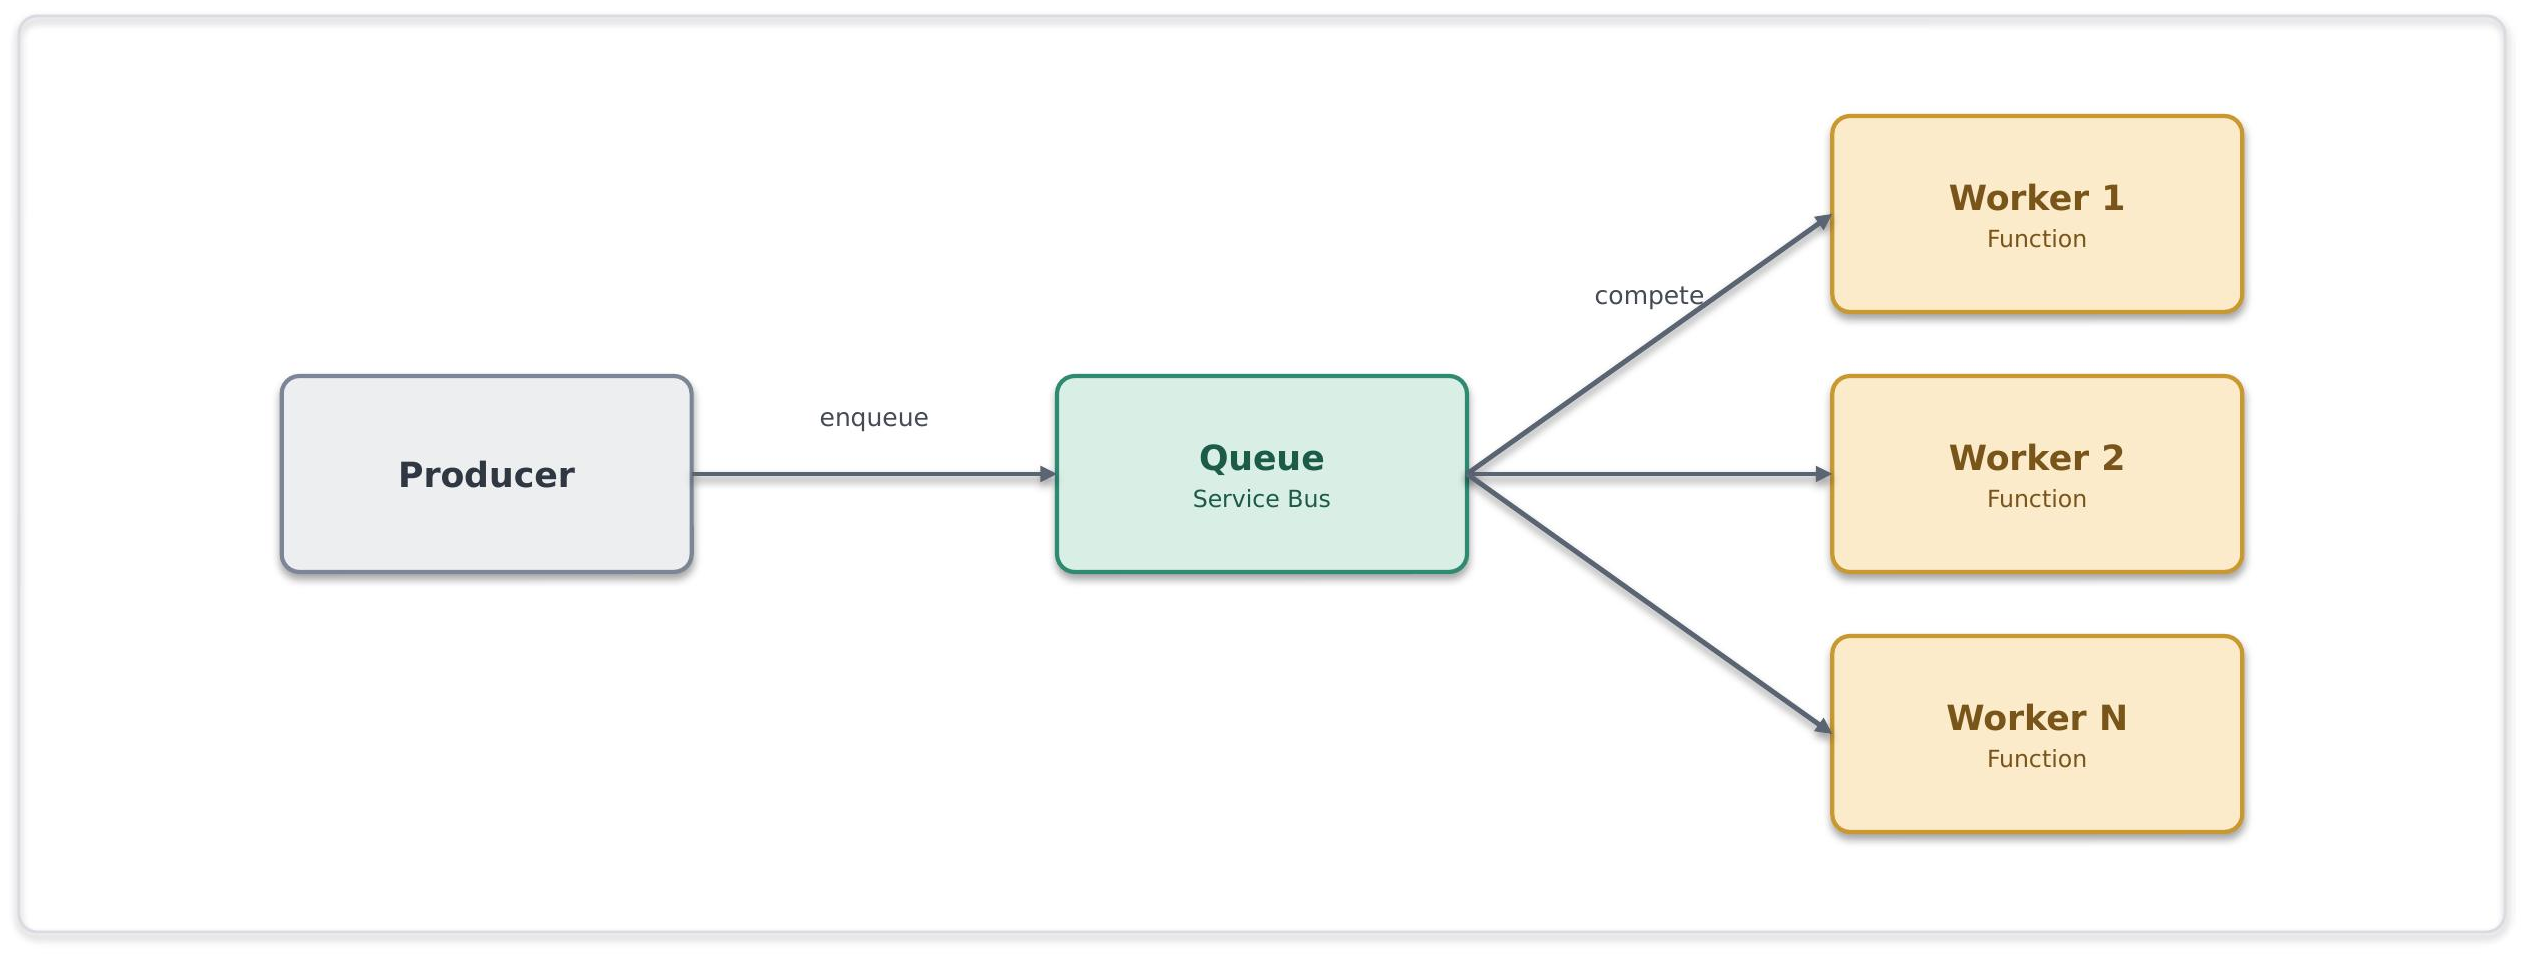 Producer
enqueue
Queue
Service Bus
compete
Worker 1
Function
Worker 2
Function
Worker N
Function